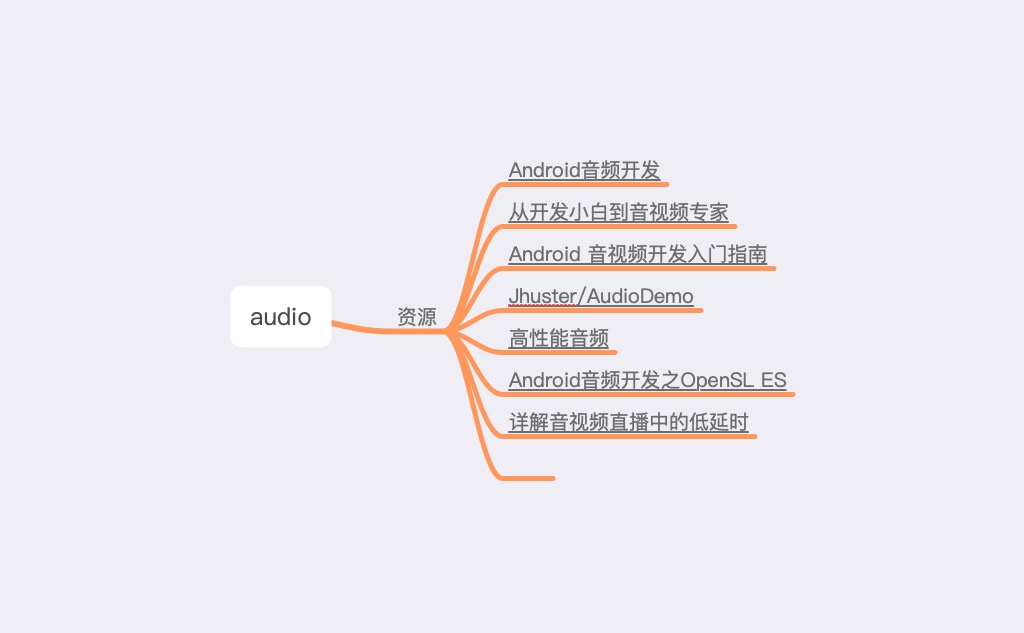 audio
资源
Android音频开发
从开发小白到音视频专家
Android 音视频开发入门指南
Jhuster/AudioDemo
高性能音频
Android音频开发之OpenSL ES
详解音视频直播中的低延时